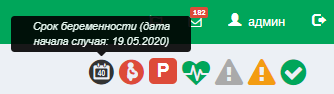 182
админ
Срок беременности (дата
начала случая: 19.05.2020)
40
P